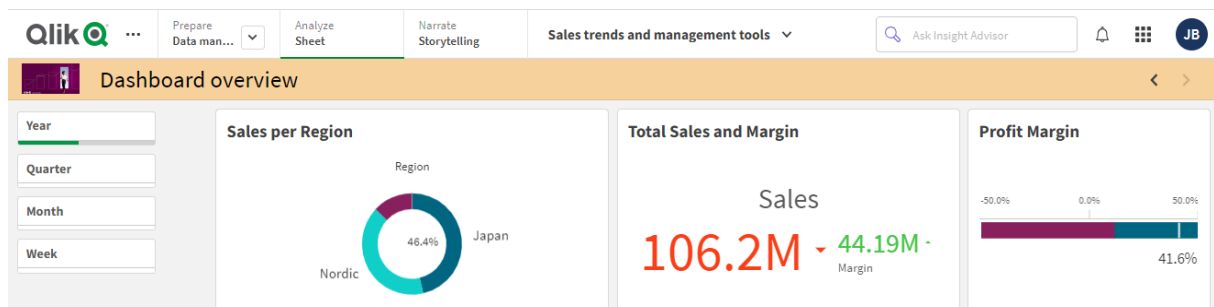 Qlik
Prepare
Data man...
Analyze
Sheet
Narrate
Storytelling
Sales trends and management tools
Ask Insight Advisor
JB
Dashboard overview
Year
Quarter
Month
Week
Sales per Region
Region
46.4%
Japan
Nordic
Total Sales and Margin
Sales
106.2M
44.19M
Margin
Profit Margin
-50.0% 0.0% 50.0%
41.6%